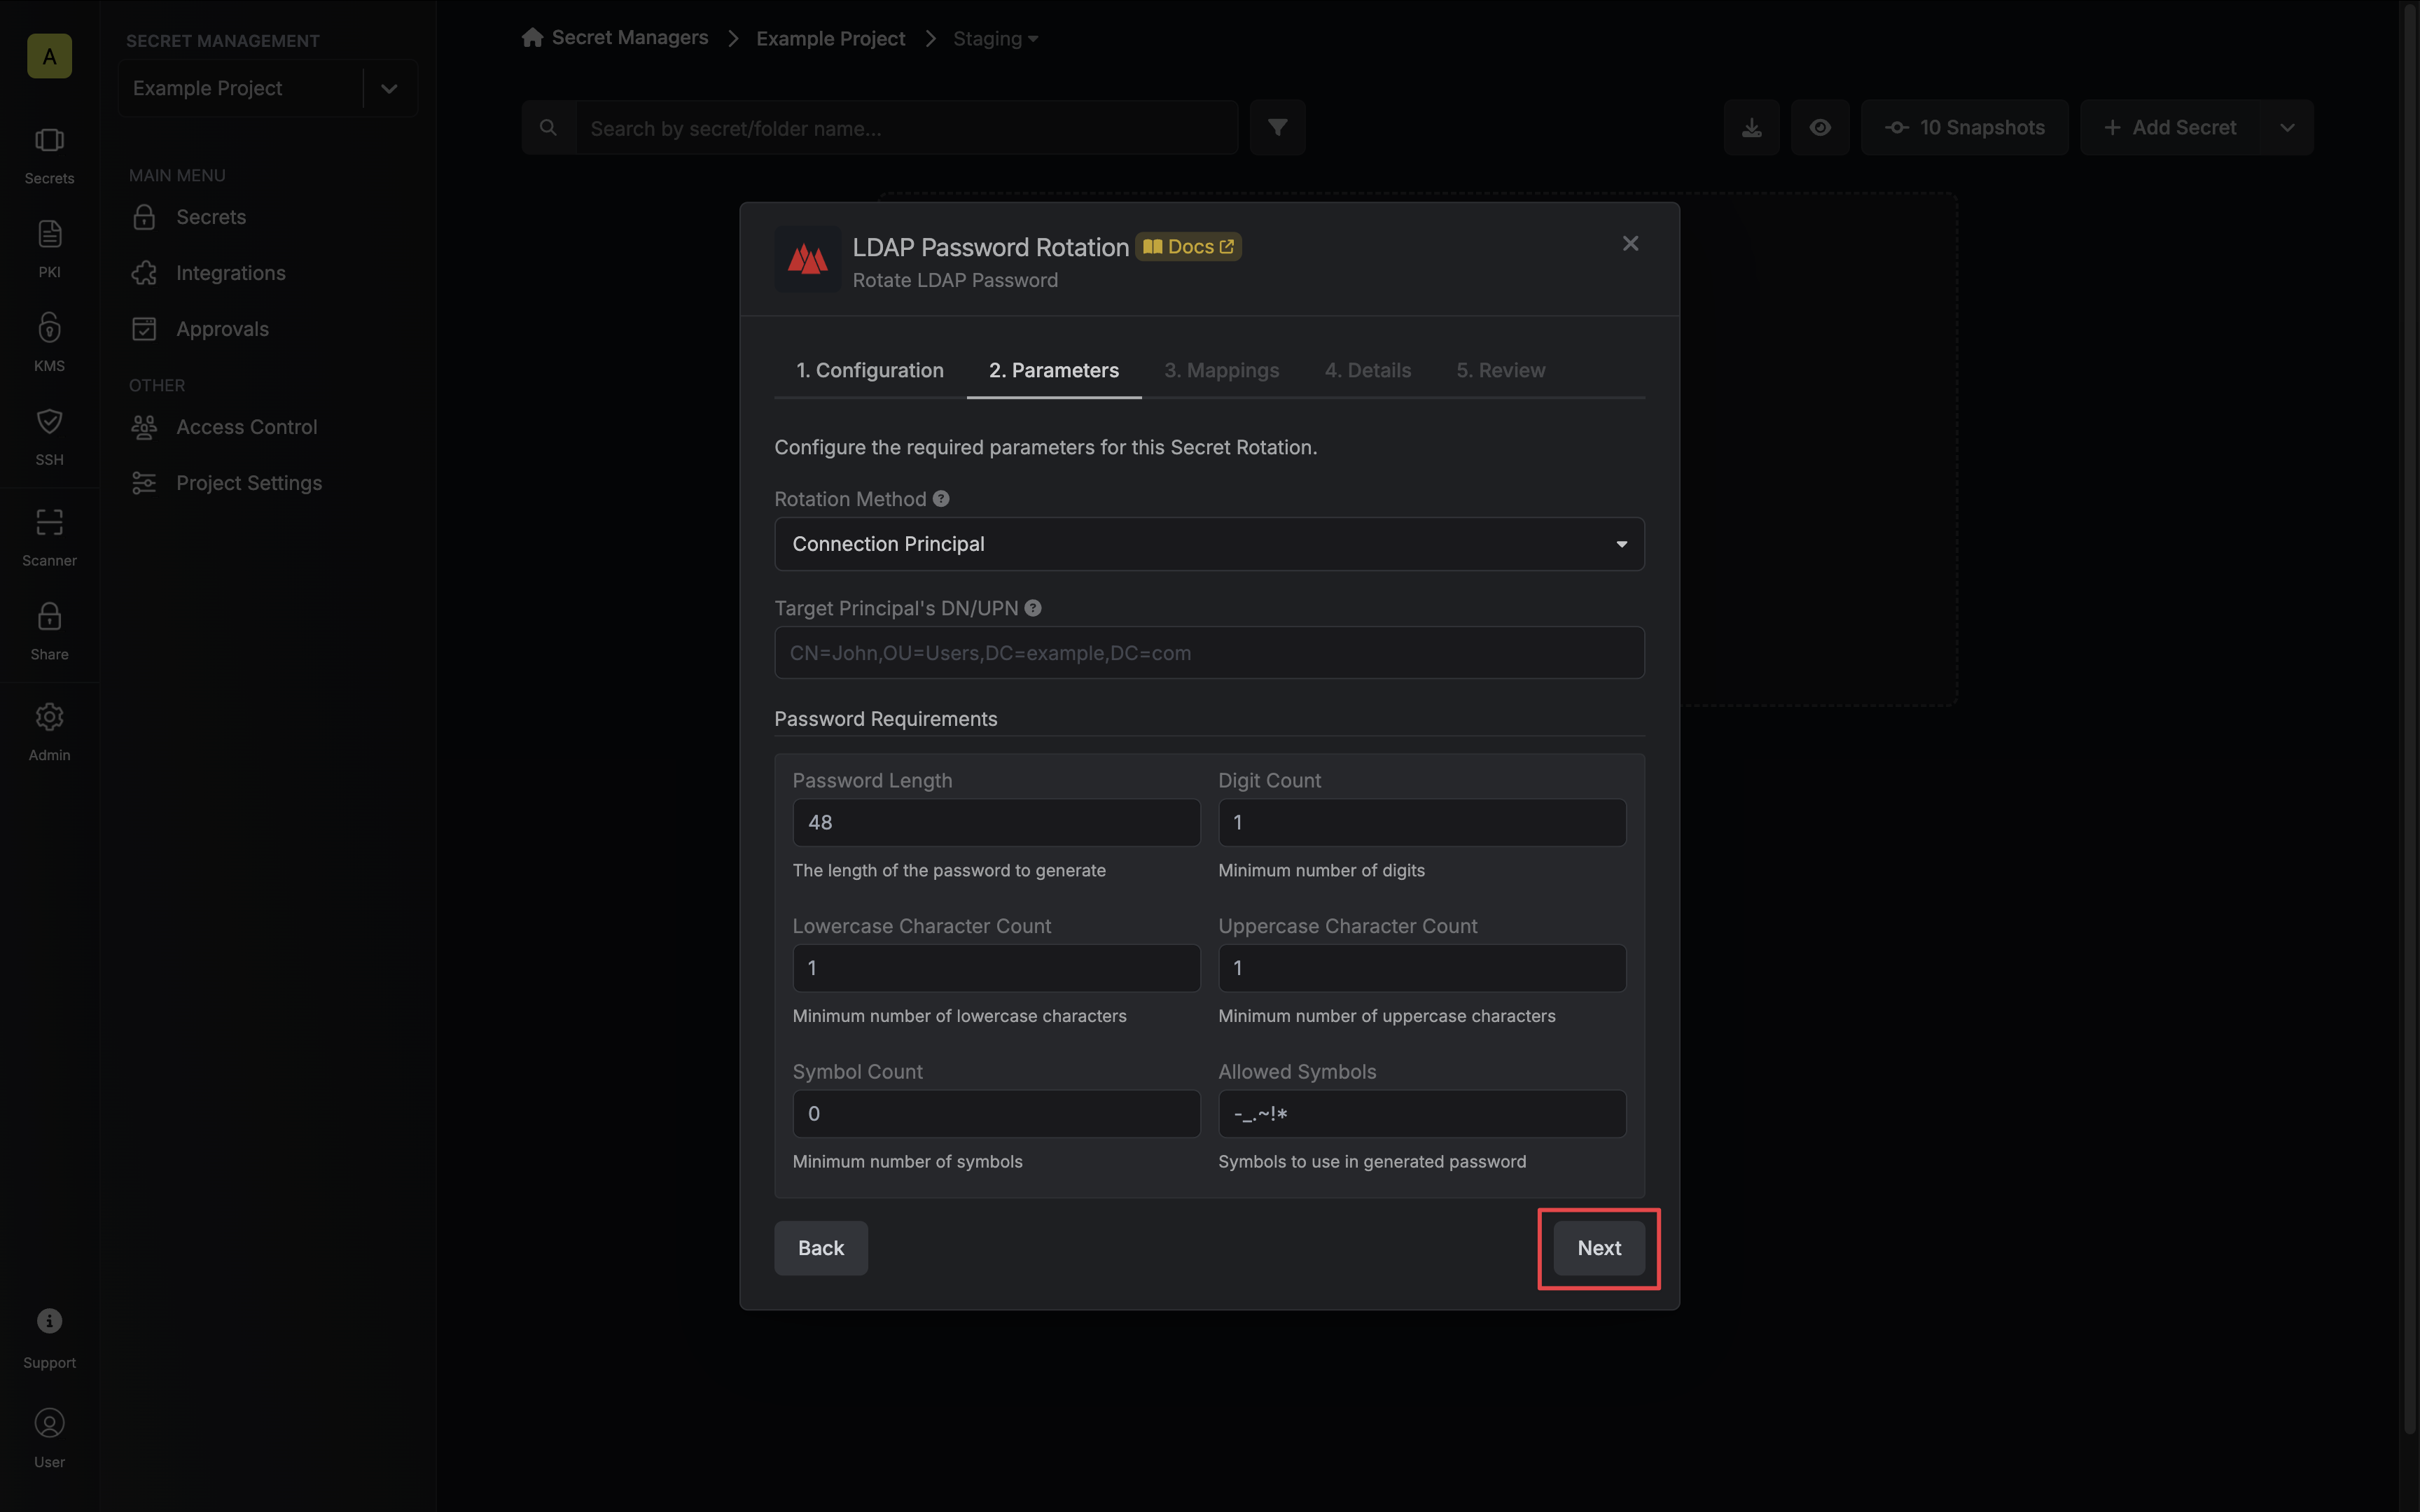 A
Secrets
PKI
KMS
SSH
Scanner
Share
Admin
Support
User
SECRET MANAGEMENT
Example Project
MAIN MENU
Secrets
Integrations
Approvals
OTHER
Access Control
Project Settings
Secret Managers > Example Project > Staging
Search by secret/folder name...
10 Snapshots
+ Add Secret
LDAP Password Rotation Docs
Rotate LDAP Password
1. Configuration 2. Parameters 3. Mappings 4. Details 5. Review
Configure the required parameters for this Secret Rotation.
Rotation Method ?
Connection Principal
Target Principal's DN/UPN ?
CN=John,OU=Users,DC=example,DC=com
Password Requirements
Password Length Digit Count
48 1
The length of the password to generate Minimum number of digits
Lowercase Character Count Uppercase Character Count
1 1
Minimum number of lowercase characters Minimum number of uppercase characters
Symbol Count Allowed Symbols
0 -_.~!*
Minimum number of symbols Symbols to use in generated password
Back Next